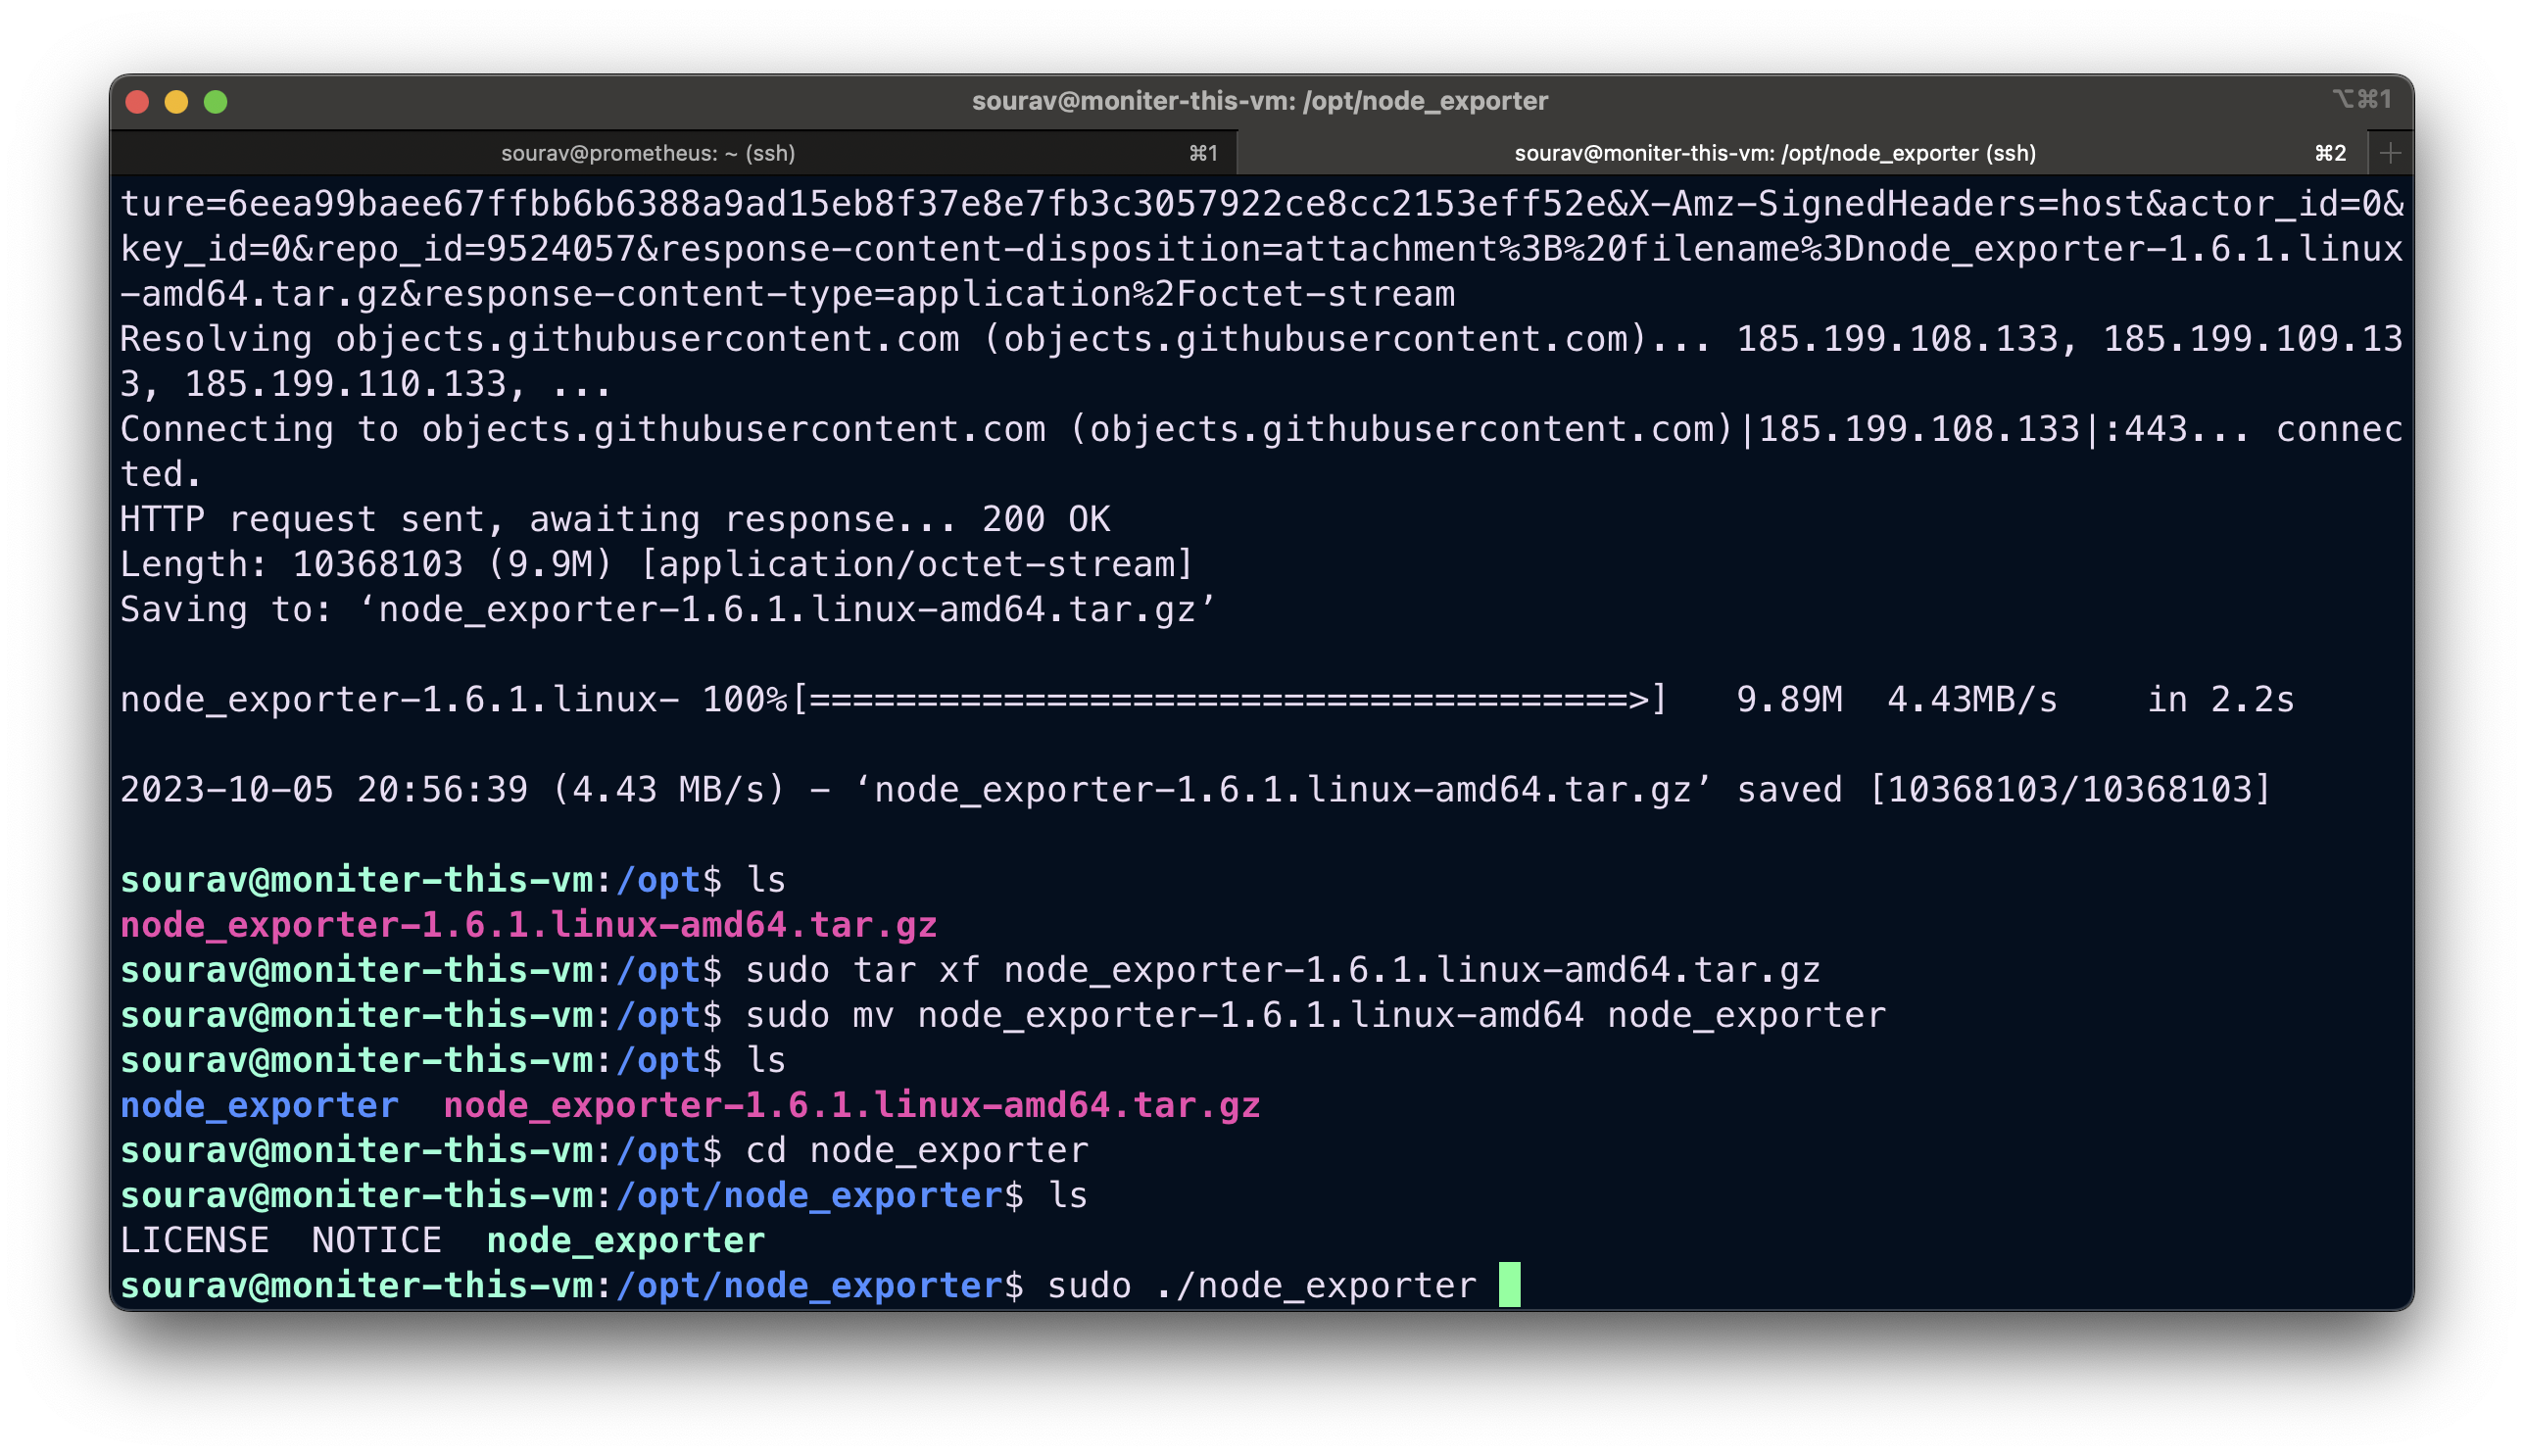 sourav@moniter-this-vm: /opt/node_exporter
⌥⌘1
sourav@prometheus: ~ (ssh) ⌘1
sourav@moniter-this-vm: /opt/node_exporter (ssh) ⌘2 +
ture=6eea99baee67ffbb6b6388a9ad15eb8f37e8e7fb3c3057922ce8cc2153eff52e&X-Amz-SignedHeaders=host&actor_id=0&
key_id=0&repo_id=9524057&response-content-disposition=attachment%3B%20filename%3Dnode_exporter-1.6.1.linux
-amd64.tar.gz&response-content-type=application%2Foctet-stream
Resolving objects.githubusercontent.com (objects.githubusercontent.com)... 185.199.108.133, 185.199.109.13
3, 185.199.110.133, ...
Connecting to objects.githubusercontent.com (objects.githubusercontent.com)|185.199.108.133|:443... connec
ted.
HTTP request sent, awaiting response... 200 OK
Length: 10368103 (9.9M) [application/octet-stream]
Saving to: ‘node_exporter-1.6.1.linux-amd64.tar.gz’
node_exporter-1.6.1.linux- 100%[======================================>]   9.89M  4.43MB/s    in 2.2s
2023-10-05 20:56:39 (4.43 MB/s) - ‘node_exporter-1.6.1.linux-amd64.tar.gz’ saved [10368103/10368103]
sourav@moniter-this-vm:/opt$ ls
node_exporter-1.6.1.linux-amd64.tar.gz
sourav@moniter-this-vm:/opt$ sudo tar xf node_exporter-1.6.1.linux-amd64.tar.gz
sourav@moniter-this-vm:/opt$ sudo mv node_exporter-1.6.1.linux-amd64 node_exporter
sourav@moniter-this-vm:/opt$ ls
node_exporter  node_exporter-1.6.1.linux-amd64.tar.gz
sourav@moniter-this-vm:/opt$ cd node_exporter
sourav@moniter-this-vm:/opt/node_exporter$ ls
LICENSE  NOTICE  node_exporter
sourav@moniter-this-vm:/opt/node_exporter$ sudo ./node_exporter